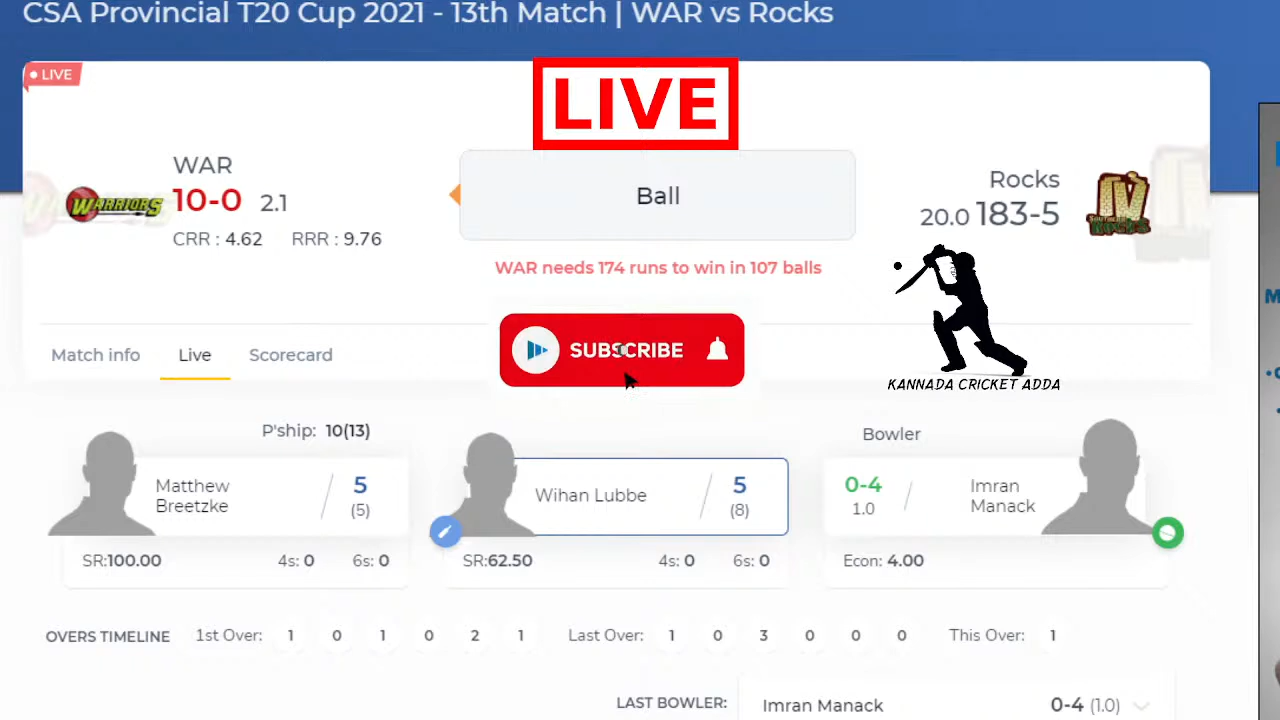 CSA Provincial T20 Cup 2021 - 13th Match | WAR vs Rocks
LIVE
LIVE
WAR
WARRIORS
10-0 2.1
CRR : 4.62 RRR : 9.76
Ball
Rocks
20.0 183-5
SOUTHERN ROCKS
WAR needs 174 runs to win in 107 balls
Match info Live Scorecard
SUBSCRIBE
KANNADA CRICKET ADDA
P'ship: 10(13)
Matthew
Breetzke
5
(5)
SR:100.00 4s: 0 6s: 0
Wihan Lubbe
5
(8)
SR:62.50 4s: 0 6s: 0
Bowler
0-4
1.0
Imran
Manack
Econ: 4.00
OVERS TIMELINE 1st Over: 1 0 1 0 2 1 Last Over: 1 0 3 0 0 0 This Over: 1
LAST BOWLER: Imran Manack 0-4 (1.0)